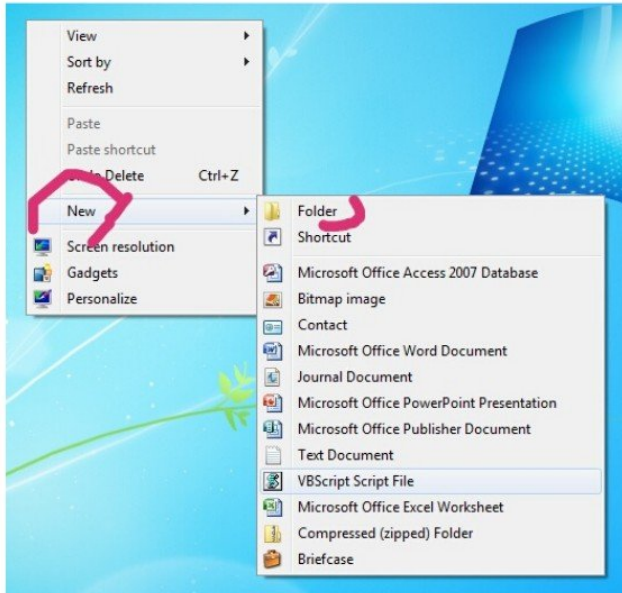 View
Sort by
Refresh
Paste
Paste shortcut
Delete Ctrl+Z
New
Screen resolution
Gadgets
Personalize
Folder
Shortcut
Microsoft Office Access 2007 Database
Bitmap image
Contact
Microsoft Office Word Document
Journal Document
Microsoft Office PowerPoint Presentation
Microsoft Office Publisher Document
Text Document
VBScript Script File
Microsoft Office Excel Worksheet
Compressed (zipped) Folder
Briefcase